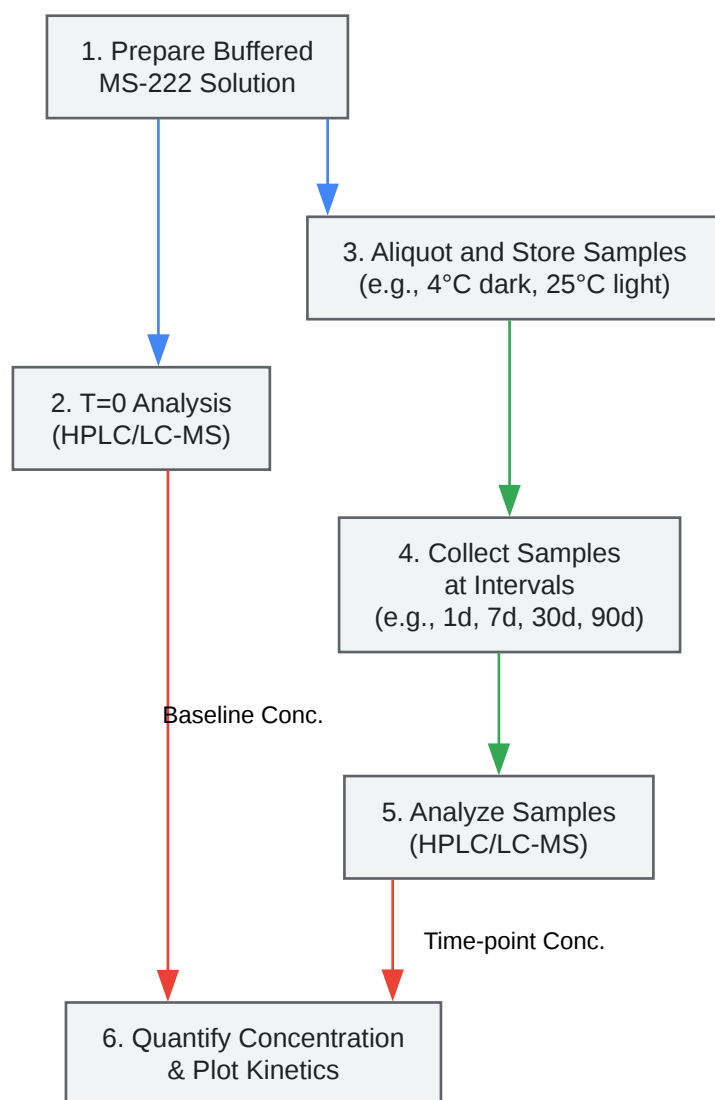 1. Prepare Buffered
MS-222 Solution
3. Aliquot and Store Samples
(e.g., 4°C dark, 25°C light)
2. T=0 Analysis
(HPLC/LC-MS)
4. Collect Samples
at Intervals
(e.g., 1d, 7d, 30d, 90d)
Baseline Conc.
5. Analyze Samples
(HPLC/LC-MS)
Time-point Conc.
6. Quantify Concentration
& Plot Kinetics